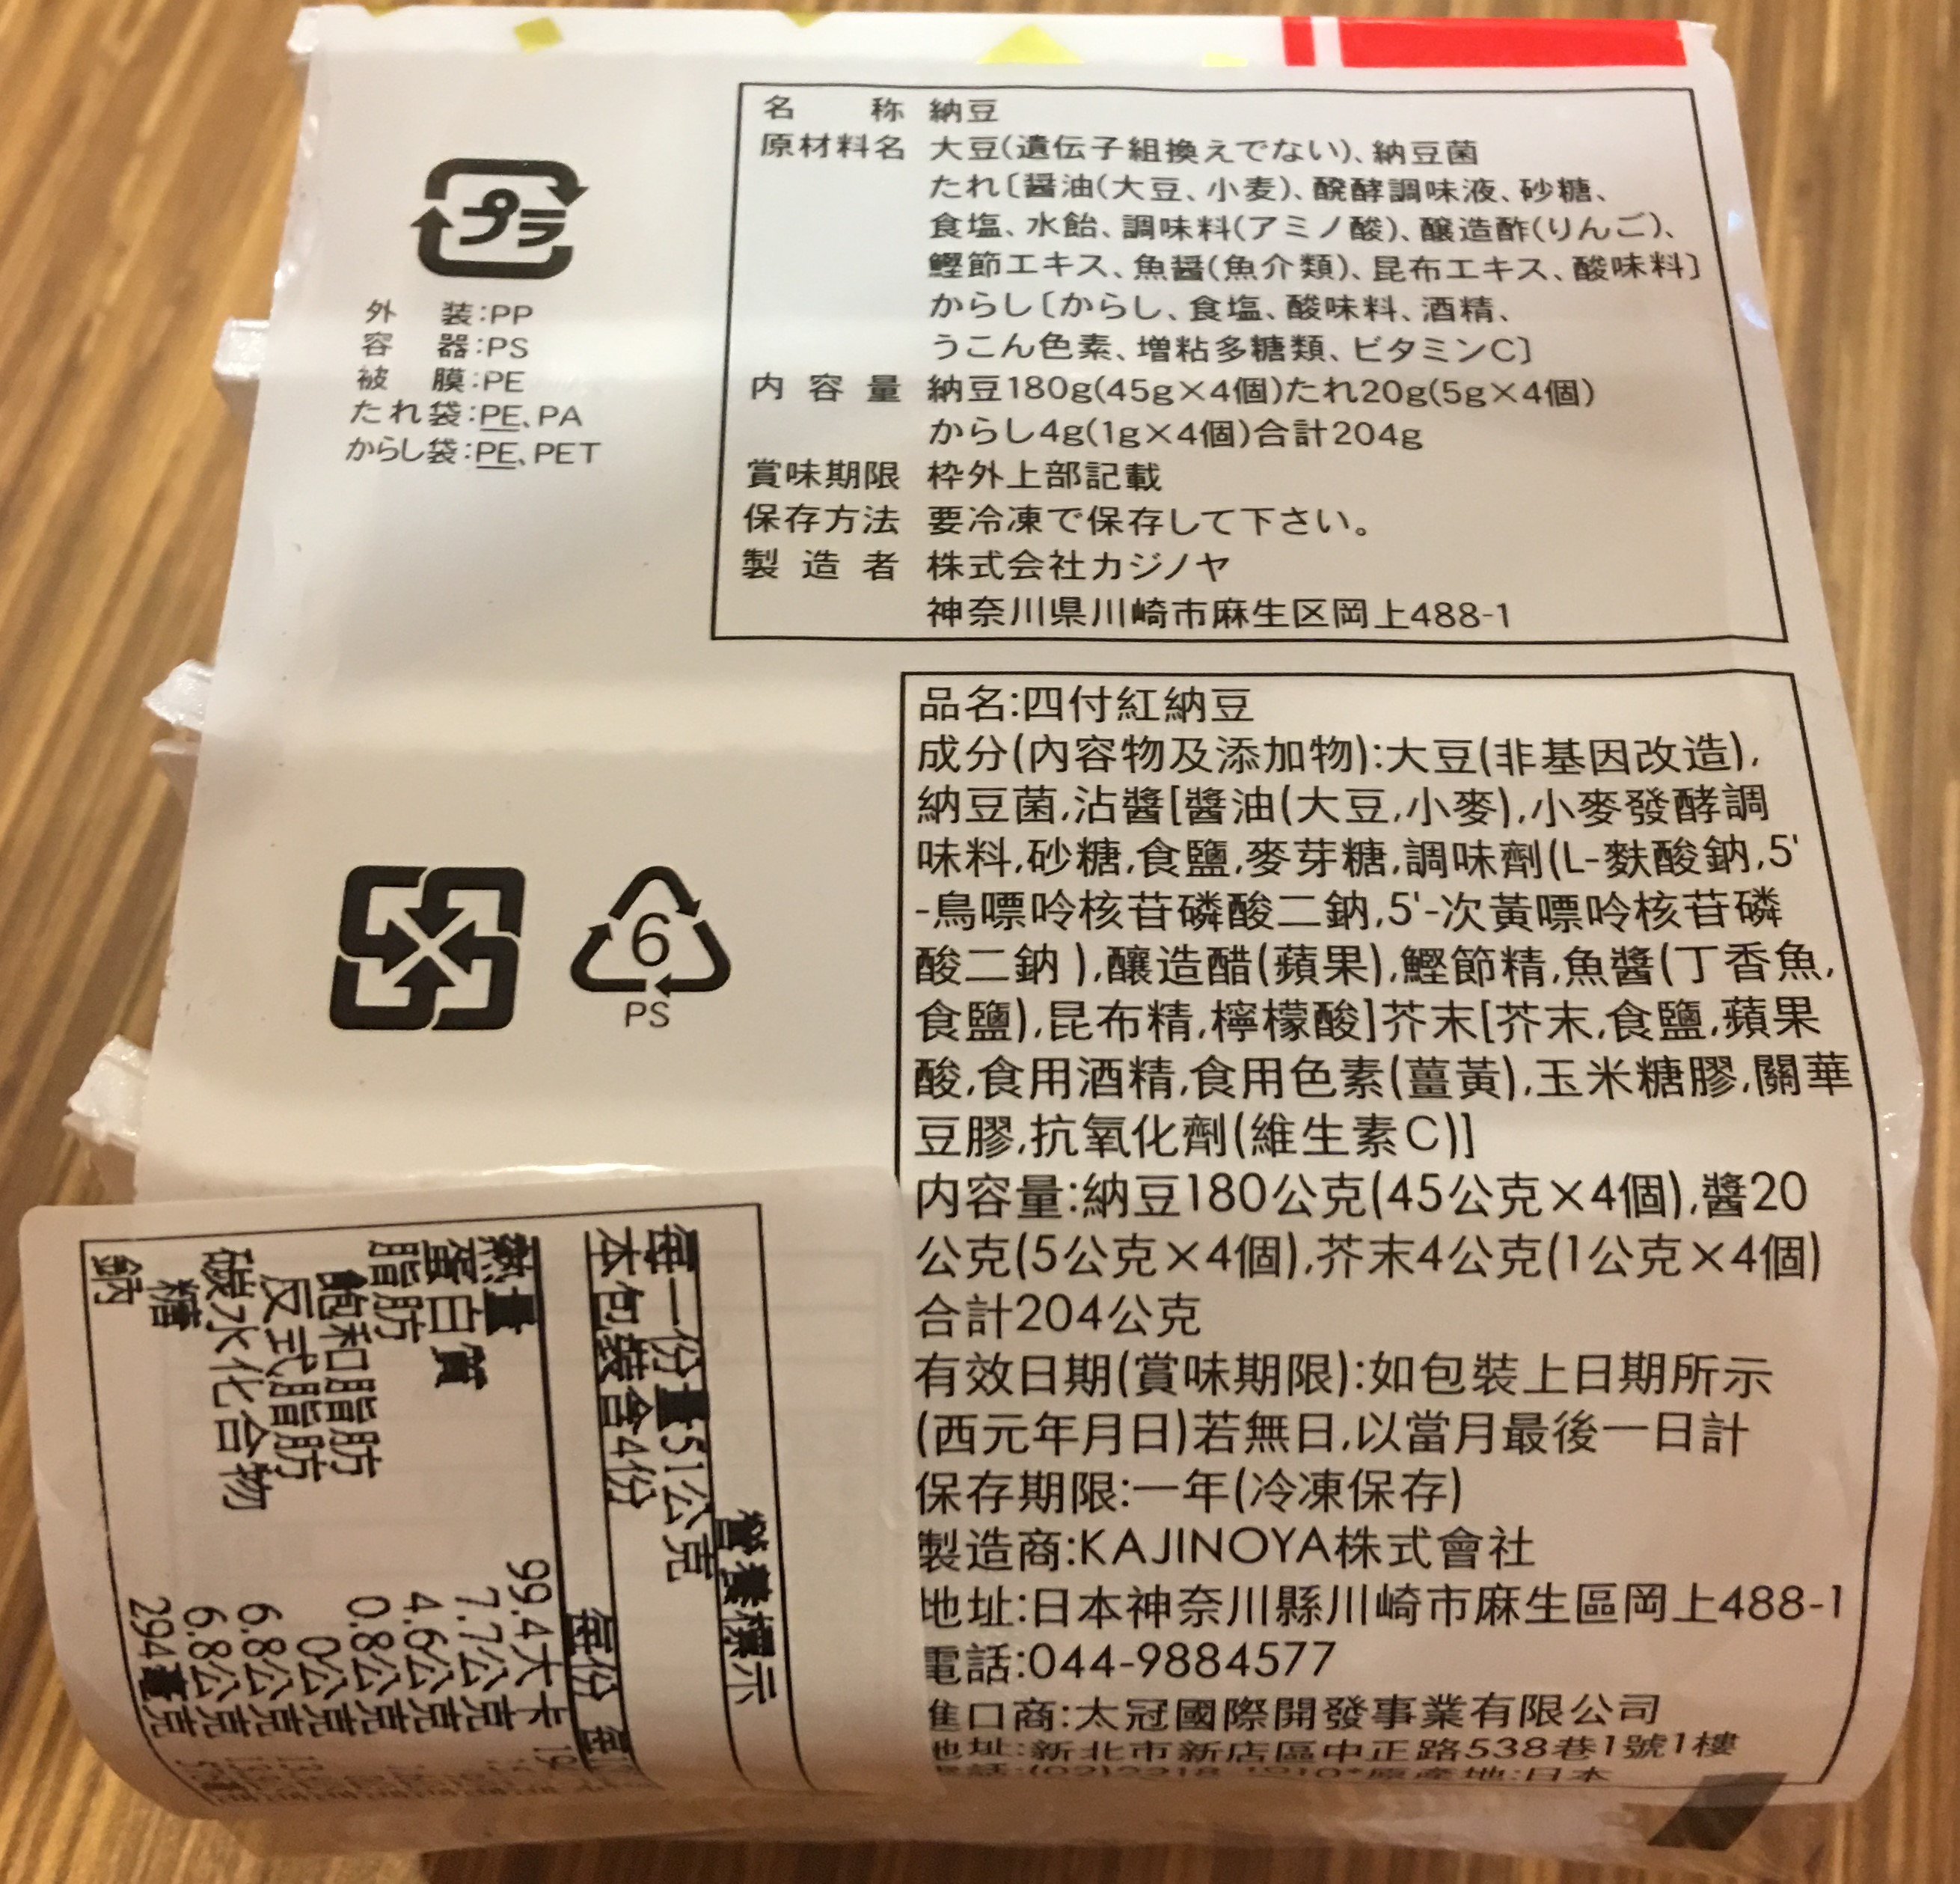 名 称 納豆
原材料名 大豆(遺伝子組換えでない)、納豆菌
たれ〔醤油(大豆、小麦)、醗酵調味液、砂糖、
食塩、水飴、調味料(アミノ酸)、醸造酢(りんご)、
鰹節エキス、魚醤(魚介類)、昆布エキス、酸味料〕
からし〔からし、食塩、酸味料、酒精、
うこん色素、増粘多糖類、ビタミンC〕
内容量 納豆180g(45g×4個)たれ20g(5g×4個)
からし4g(1g×4個)合計204g
賞味期限 枠外上部記載
保存方法 要冷凍で保存して下さい。
製造者 株式会社カジノヤ
神奈川県川崎市麻生区岡上488-1
プラ
外 装:PP
容 器:PS
被 膜:PE
たれ袋:PE、PA
からし袋:PE、PET
6
PS
品名:四付紅納豆
成分(內容物及添加物):大豆(非基因改造),
納豆菌,沾醬[醬油(大豆,小麥),小麥發酵調
味料,砂糖,食鹽,麥芽糖,調味劑(L-麩酸鈉,5'
-鳥嘌呤核苷磷酸二鈉,5'-次黃嘌呤核苷磷
酸二鈉 ),釀造醋(蘋果),鰹節精,魚醬(丁香魚,
食鹽),昆布精,檸檬酸]芥末[芥末,食鹽,蘋果
酸,食用酒精,食用色素(薑黃),玉米糖膠,關華
豆膠,抗氧化劑(維生素C)]
內容量:納豆180公克(45公克×4個),醬20
公克(5公克×4個),芥末4公克(1公克×4個)
合計204公克
有效日期(賞味期限):如包裝上日期所示
(西元年月日)若無日,以當月最後一日計
保存期限:一年(冷凍保存)
製造商:KAJINOYA株式會社
地址:日本神奈川縣川崎市麻生區岡上488-1
電話:044-9884577
進口商:太冠國際開發事業有限公司
地址:新北市新店區中正路538巷1號1樓
原產地:日本
營養標示
每一份量51公克
本包裝含4份
每份
熱量 99.4大卡
蛋白質 7.7公克
脂肪 4.6公克
飽和脂肪 0.8公克
反式脂肪 0公克
碳水化合物 6.8公克
糖 6.8公克
鈉 294毫克